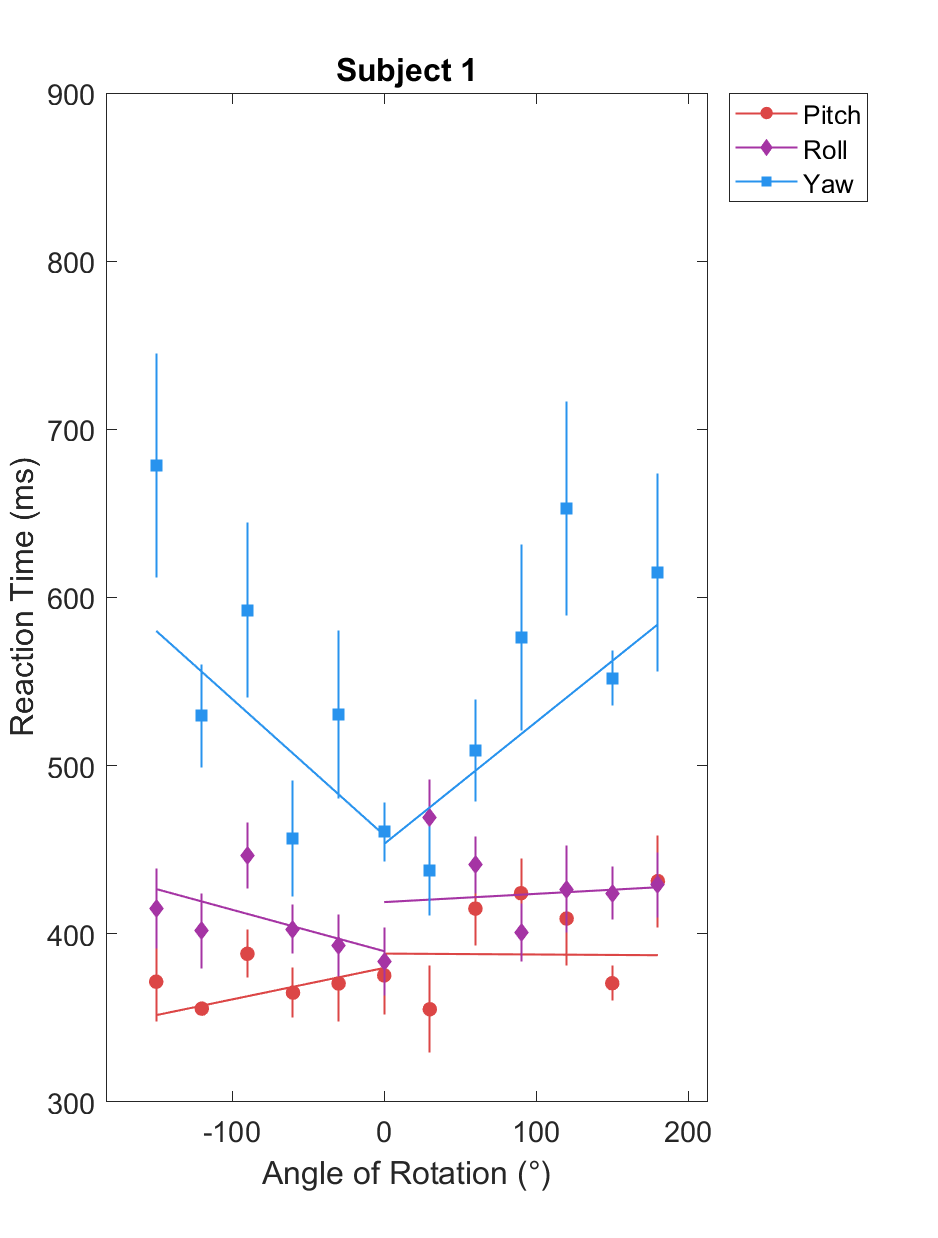 Subject 1
900
800
700
600
500
400
300
Reaction Time (ms)
-100 0 100 200
Angle of Rotation (°)
Pitch
Roll
Yaw